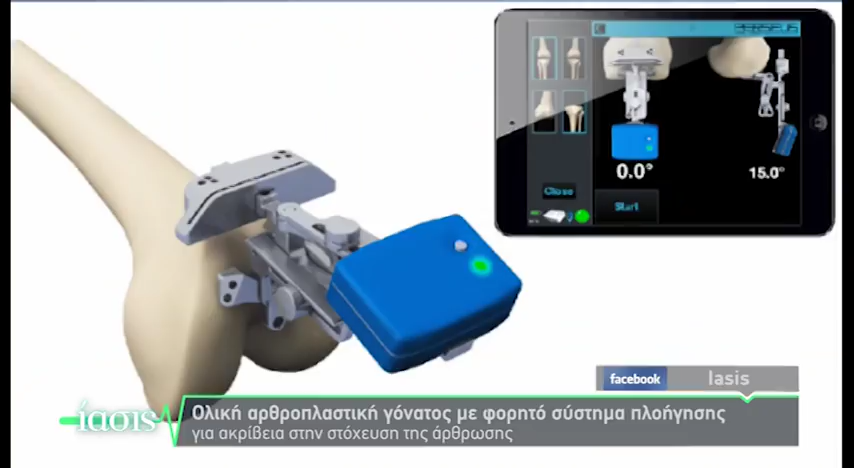 0.0°
15.0°
Close
Start
facebook
Iasis
ίασις
Ολική αρθροπλαστική γόνατος με φορητό σύστημα πλοήγησης
για ακρίβεια στην στόχευση της άρθρωσης